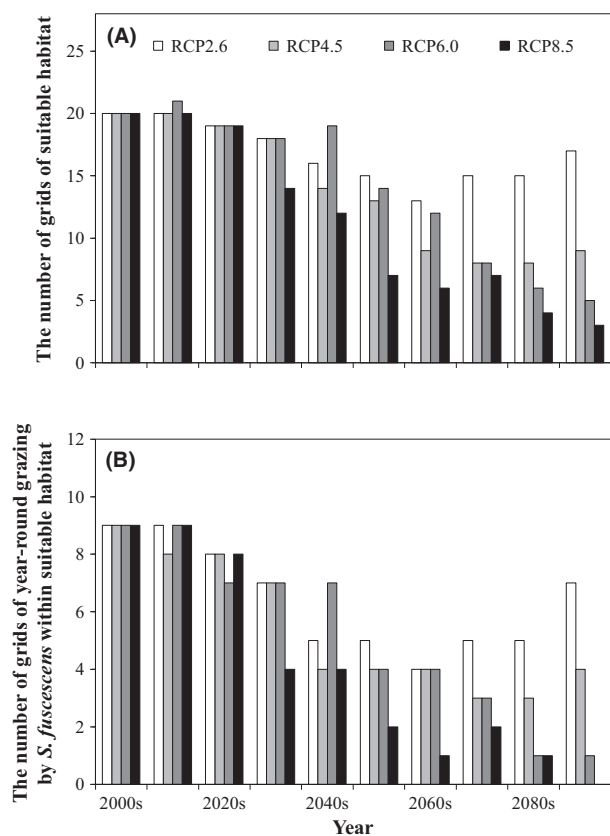 (A)
RCP2.6 RCP4.5 RCP6.0 RCP8.5
The number of grids of suitable habitat
25
20
15
10
5
0
(B)
The number of grids of year-round grazing
by S. fuscescens within suitable habitat
12
10
8
6
4
2
0
2000s 2020s 2040s 2060s 2080s
Year